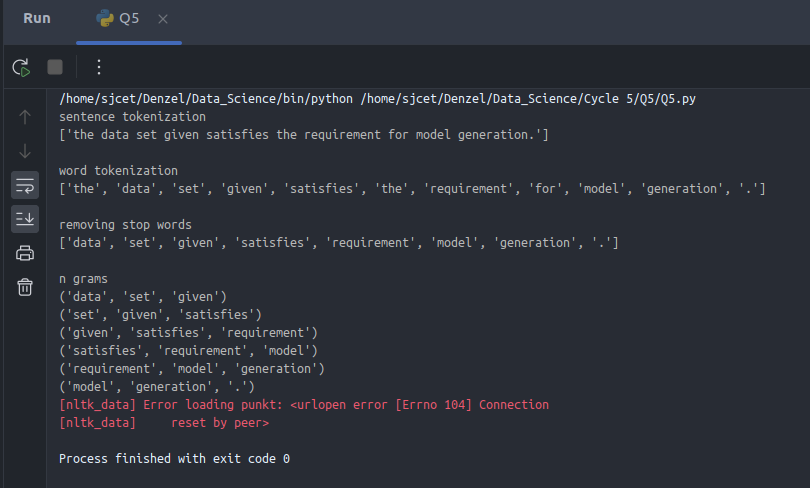 Run Q5
/home/sjcet/Denzel/Data_Science/bin/python /home/sjcet/Denzel/Data_Science/Cycle 5/Q5/Q5.py
sentence tokenization
['the data set given satisfies the requirement for model generation.']
word tokenization
['the', 'data', 'set', 'given', 'satisfies', 'the', 'requirement', 'for', 'model', 'generation', '.']
removing stop words
['data', 'set', 'given', 'satisfies', 'requirement', 'model', 'generation', '.']
n grams
('data', 'set', 'given')
('set', 'given', 'satisfies')
('given', 'satisfies', 'requirement')
('satisfies', 'requirement', 'model')
('requirement', 'model', 'generation')
('model', 'generation', '.')
[nltk_data] Error loading punkt: <urlopen error [Errno 104] Connection
[nltk_data]     reset by peer>
Process finished with exit code 0